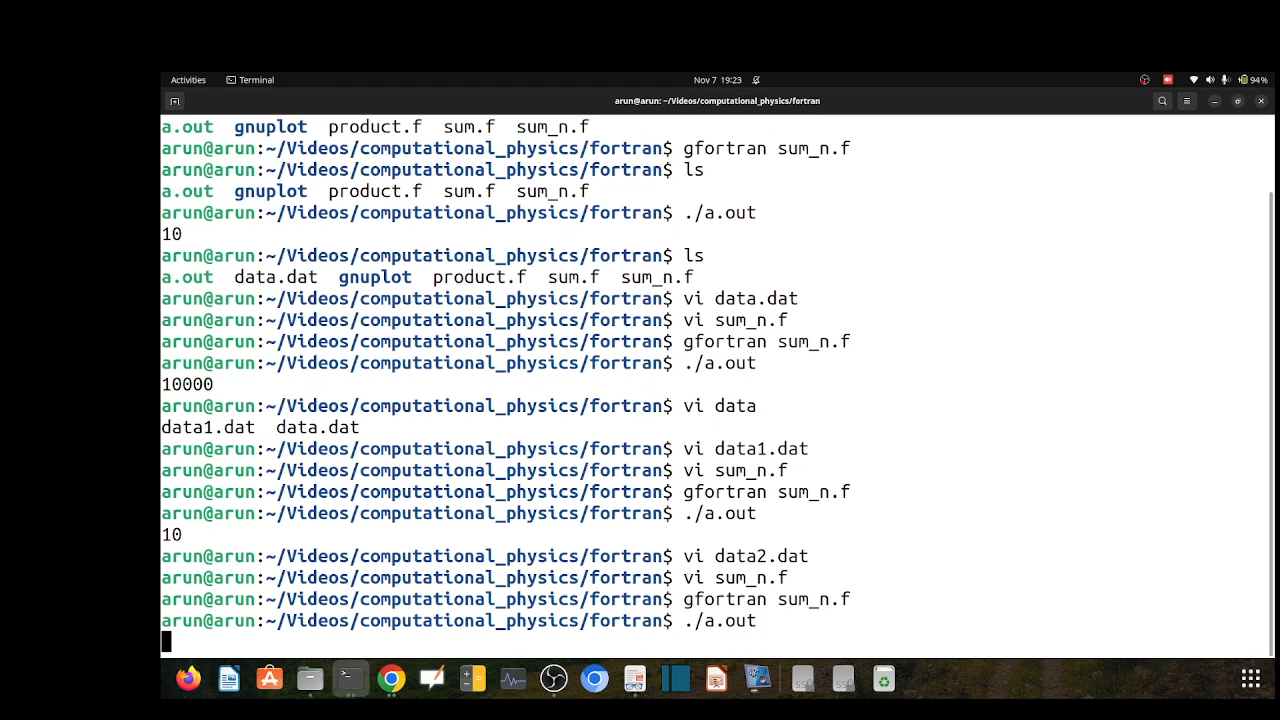 Activities Terminal Nov 7 19:23 94%
arun@arun: ~/Videos/computational_physics/fortran
a.out gnuplot product.f sum.f sum_n.f
arun@arun:~/Videos/computational_physics/fortran$ gfortran sum_n.f
arun@arun:~/Videos/computational_physics/fortran$ ls
a.out gnuplot product.f sum.f sum_n.f
arun@arun:~/Videos/computational_physics/fortran$ ./a.out
10
arun@arun:~/Videos/computational_physics/fortran$ ls
a.out data.dat gnuplot product.f sum.f sum_n.f
arun@arun:~/Videos/computational_physics/fortran$ vi data.dat
arun@arun:~/Videos/computational_physics/fortran$ vi sum_n.f
arun@arun:~/Videos/computational_physics/fortran$ gfortran sum_n.f
arun@arun:~/Videos/computational_physics/fortran$ ./a.out
10000
arun@arun:~/Videos/computational_physics/fortran$ vi data
data1.dat data.dat
arun@arun:~/Videos/computational_physics/fortran$ vi data1.dat
arun@arun:~/Videos/computational_physics/fortran$ vi sum_n.f
arun@arun:~/Videos/computational_physics/fortran$ gfortran sum_n.f
arun@arun:~/Videos/computational_physics/fortran$ ./a.out
10
arun@arun:~/Videos/computational_physics/fortran$ vi data2.dat
arun@arun:~/Videos/computational_physics/fortran$ vi sum_n.f
arun@arun:~/Videos/computational_physics/fortran$ gfortran sum_n.f
arun@arun:~/Videos/computational_physics/fortran$ ./a.out